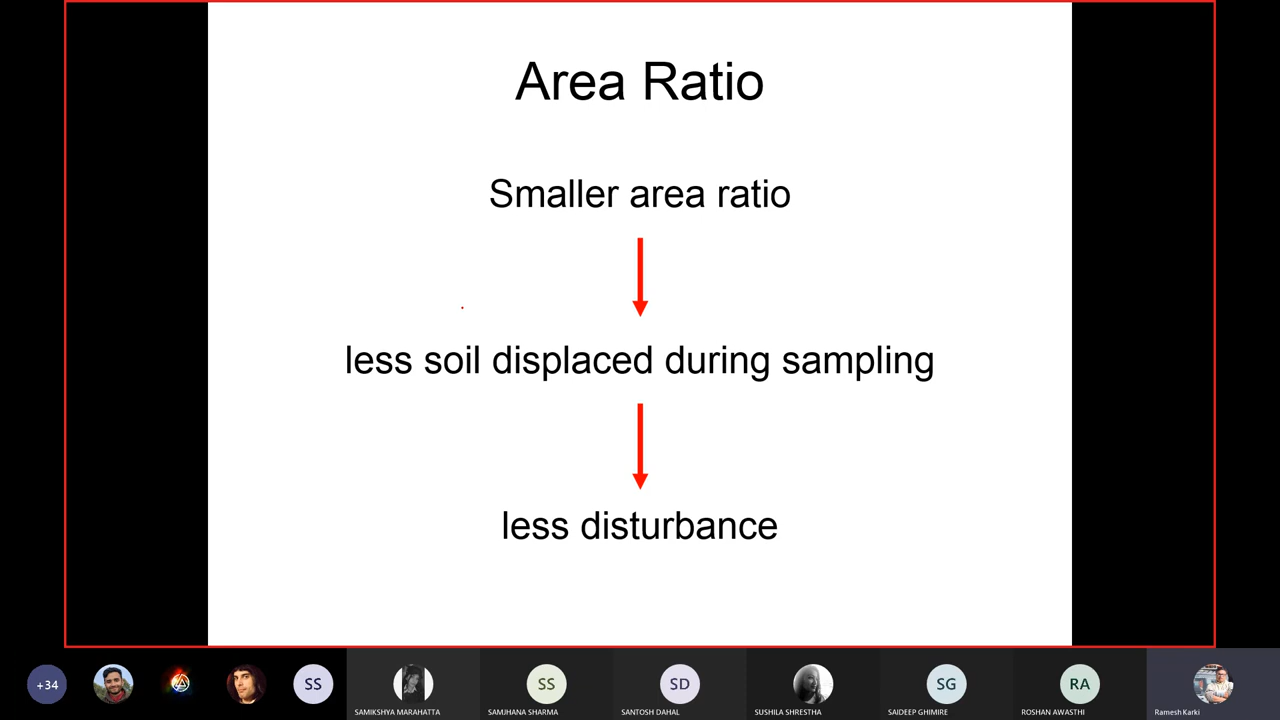 Area Ratio
Smaller area ratio
less soil displaced during sampling
less disturbance
+34
SS
SS
SD
SG
RA
SAMIKSHYA MARAHATTA
SAMJHANA SHARMA
SANTOSH DAHAL
SUSHILA SHRESTHA
SAIDEEP GHIMIRE
ROSHAN AWASTHI
Ramesh Karki